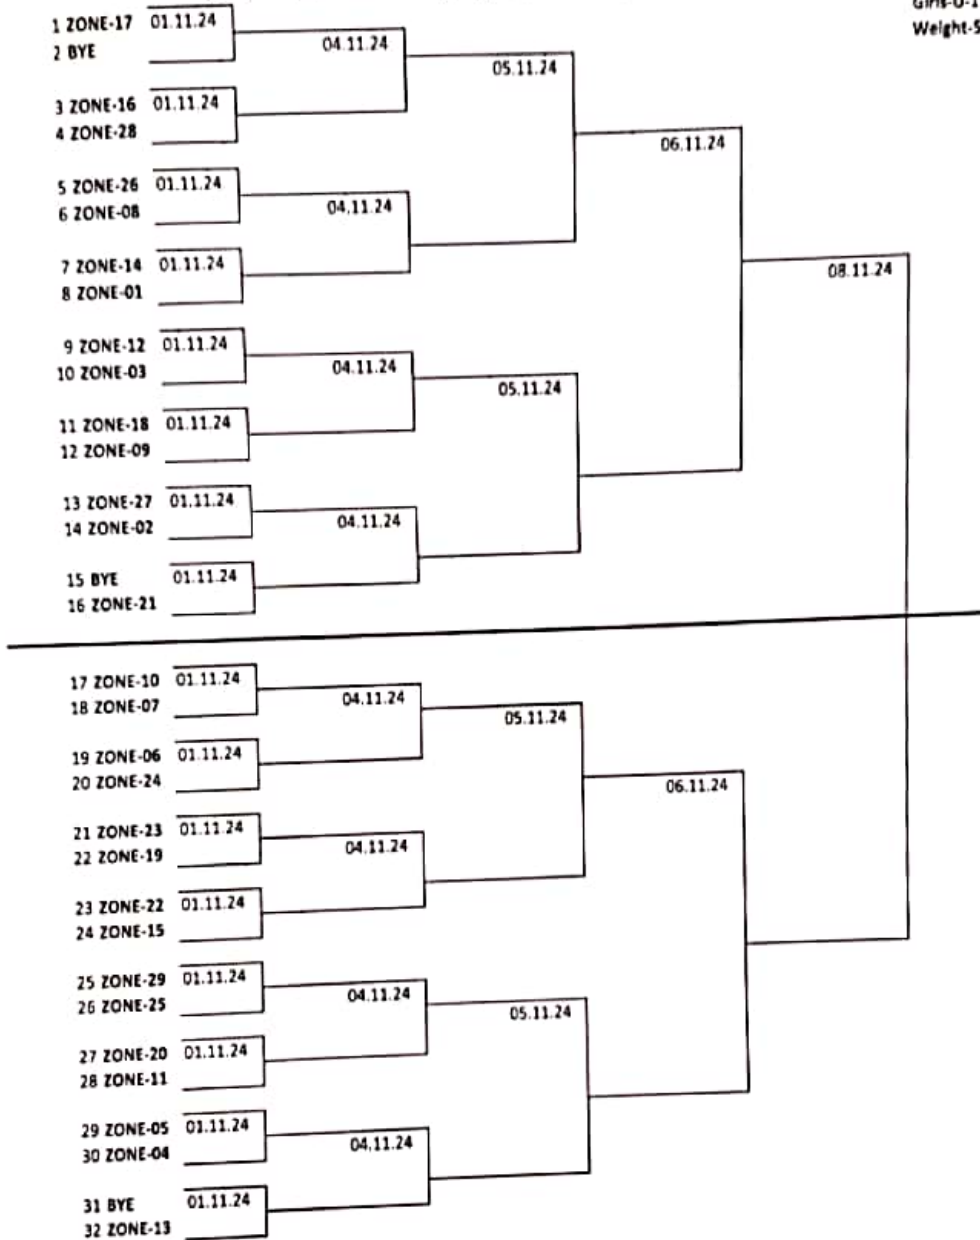 Weight-5
1 ZONE-17 01.11.24
2 BYE
04.11.24
05.11.24
3 ZONE-16 01.11.24
4 ZONE-28
06.11.24
5 ZONE-26 01.11.24
6 ZONE-08
04.11.24
7 ZONE-14 01.11.24
8 ZONE-01
08.11.24
9 ZONE-12 01.11.24
10 ZONE-03
04.11.24
05.11.24
11 ZONE-18 01.11.24
12 ZONE-09
13 ZONE-27 01.11.24
14 ZONE-02
04.11.24
15 BYE 01.11.24
16 ZONE-21
17 ZONE-10 01.11.24
18 ZONE-07
04.11.24
05.11.24
19 ZONE-06 01.11.24
20 ZONE-24
06.11.24
21 ZONE-23 01.11.24
22 ZONE-19
04.11.24
23 ZONE-22 01.11.24
24 ZONE-15
25 ZONE-29 01.11.24
26 ZONE-25
04.11.24
05.11.24
27 ZONE-20 01.11.24
28 ZONE-11
29 ZONE-05 01.11.24
30 ZONE-04
04.11.24
31 BYE 01.11.24
32 ZONE-13